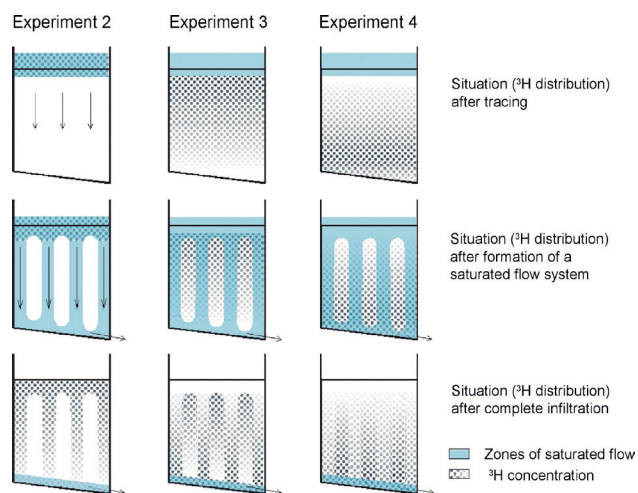 Experiment 2 Experiment 3 Experiment 4
Situation (³H distribution)
after tracing
Situation (³H distribution)
after formation of a
saturated flow system
Situation (³H distribution)
after complete infiltration
Zones of saturated flow
³H concentration